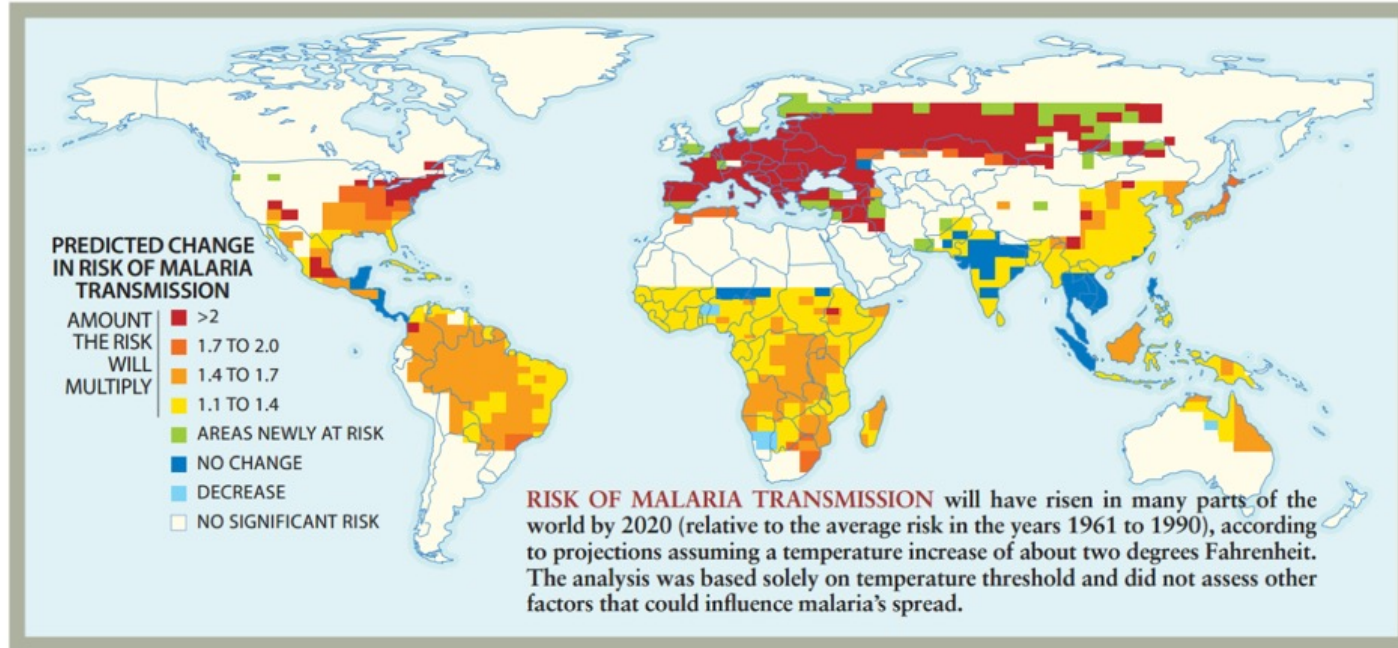 PREDICTED CHANGE
IN RISK OF MALARIA
TRANSMISSION
AMOUNT
THE RISK
WILL
MULTIPLY
>2
1.7 TO 2.0
1.4 TO 1.7
1.1 TO 1.4
AREAS NEWLY AT RISK
NO CHANGE
DECREASE
NO SIGNIFICANT RISK
RISK OF MALARIA TRANSMISSION will have risen in many parts of the
world by 2020 (relative to the average risk in the years 1961 to 1990), according
to projections assuming a temperature increase of about two degrees Fahrenheit.
The analysis was based solely on temperature threshold and did not assess other
factors that could influence malaria's spread.